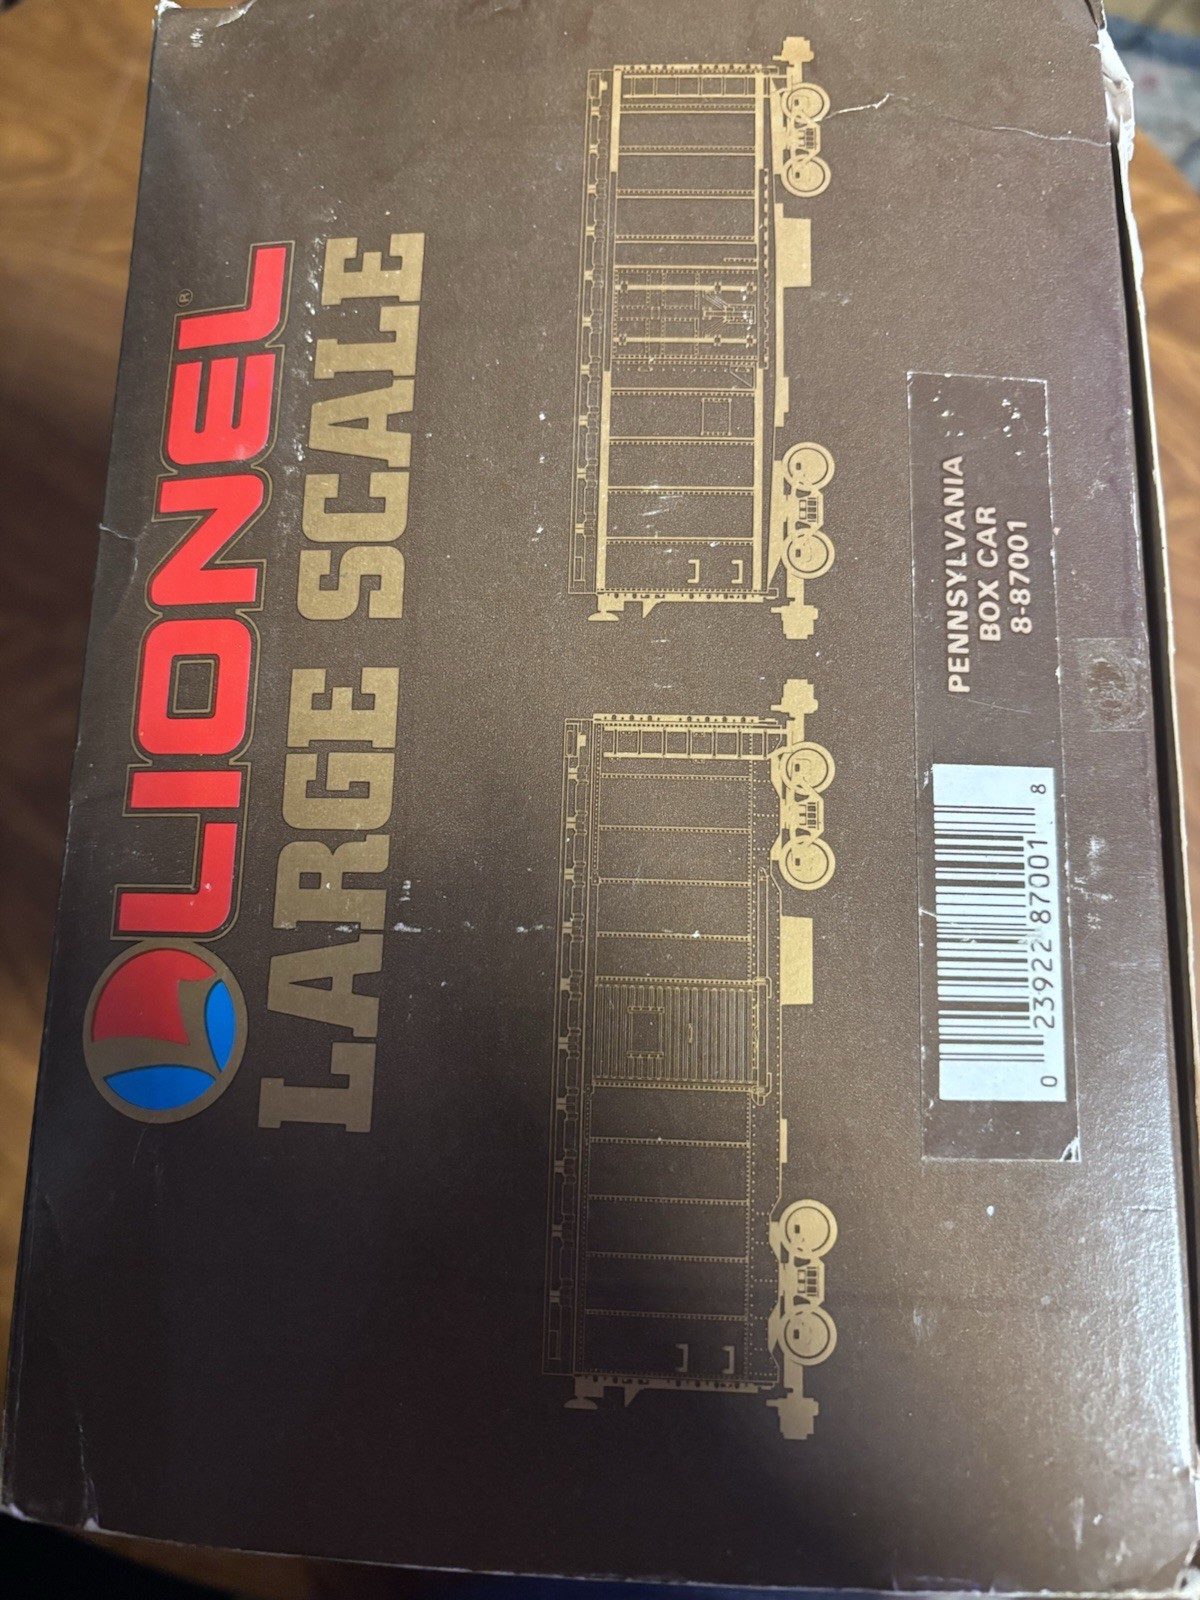 LIONEL®
LARGE SCALE
PENNSYLVANIA
BOX CAR
8-87001
0 23922 87001 8